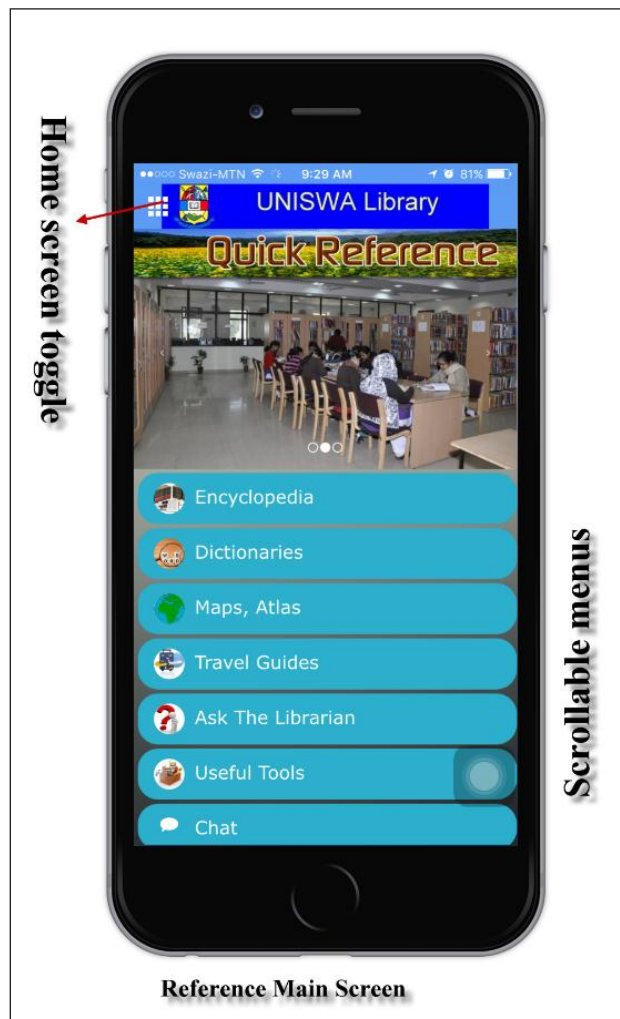 Home screen toggle
Swazi-MTN 9:29 AM 81%
UNISWA Library
Quick Reference
Encyclopedia
Dictionaries
Maps, Atlas
Travel Guides
Ask The Librarian
Useful Tools
Chat
Scrollable menus
Reference Main Screen